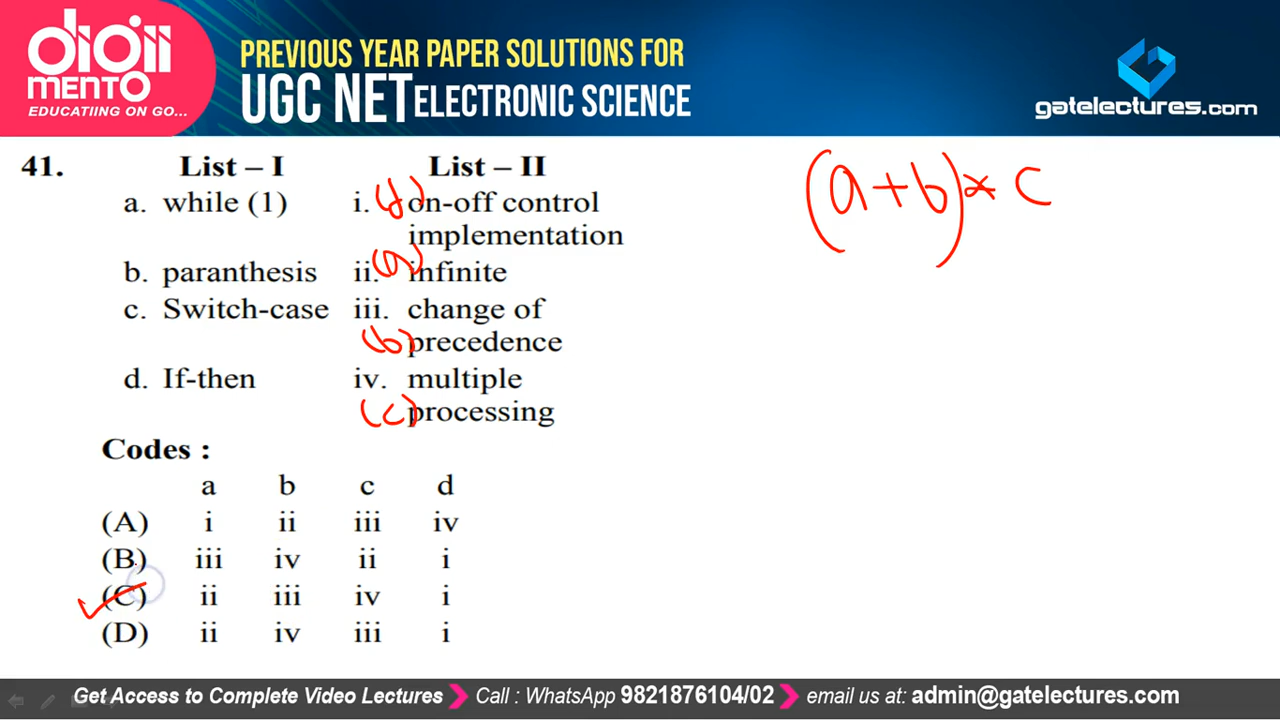 digii
mento
EDUCATIING ON GO...
PREVIOUS YEAR PAPER SOLUTIONS FOR
UGC NET ELECTRONIC SCIENCE
gatelectures.com
41. List – I List – II
a. while (1) i. (d) on-off control
implementation
b. paranthesis ii. (a) infinite
c. Switch-case iii. change of
(b) precedence
d. If-then iv. multiple
(c) processing
(a+b)*c
Codes :
a b c d
(A) i ii iii iv
(B) iii iv ii i
(C) ii iii iv i
(D) ii iv iii i
Get Access to Complete Video Lectures Call : WhatsApp 9821876104/02 email us at: admin@gatelectures.com